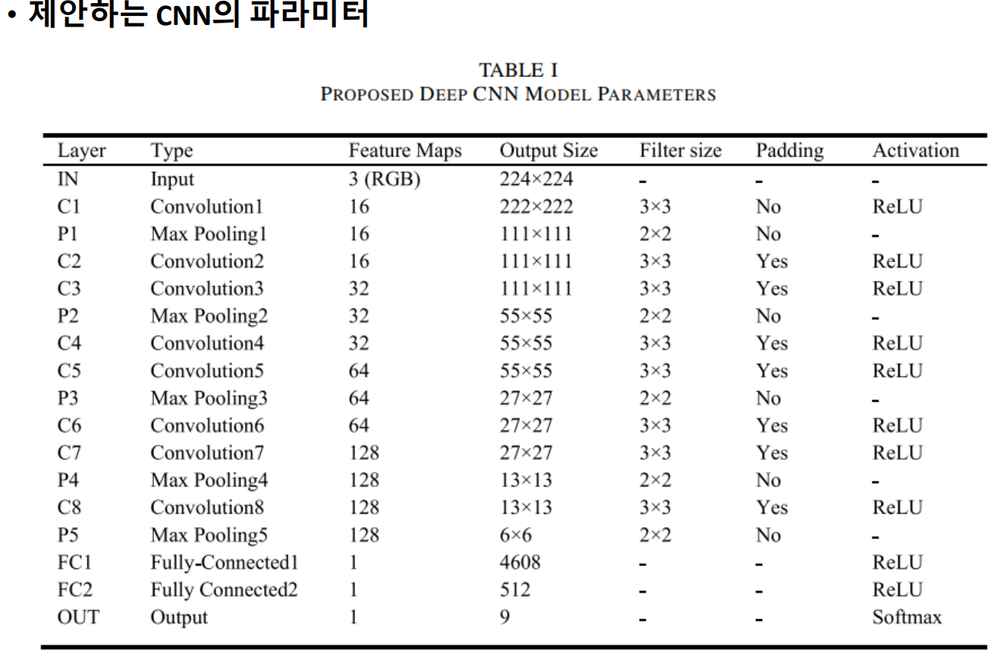 • 제안하는 CNN의 파라미터
TABLE I
PROPOSED DEEP CNN MODEL PARAMETERS
Layer Type Feature Maps Output Size Filter size Padding Activation
IN Input 3 (RGB) 224×224 - - -
C1 Convolution1 16 222×222 3×3 No ReLU
P1 Max Pooling1 16 111×111 2×2 No -
C2 Convolution2 16 111×111 3×3 Yes ReLU
C3 Convolution3 32 111×111 3×3 Yes ReLU
P2 Max Pooling2 32 55×55 2×2 No -
C4 Convolution4 32 55×55 3×3 Yes ReLU
C5 Convolution5 64 55×55 3×3 Yes ReLU
P3 Max Pooling3 64 27×27 2×2 No -
C6 Convolution6 64 27×27 3×3 Yes ReLU
C7 Convolution7 128 27×27 3×3 Yes ReLU
P4 Max Pooling4 128 13×13 2×2 No -
C8 Convolution8 128 13×13 3×3 Yes ReLU
P5 Max Pooling5 128 6×6 2×2 No -
FC1 Fully-Connected1 1 4608 - - ReLU
FC2 Fully Connected2 1 512 - - ReLU
OUT Output 1 9 - - Softmax